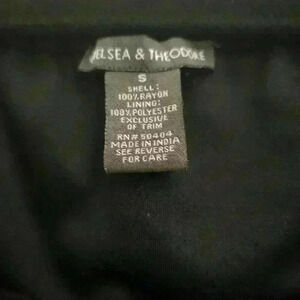 ELSEA & THEODORE
S
SHELL:
100% RAYON
LINING:
100% POLYESTER
EXCLUSIVE
OF TRIM
RN# 50404
MADE IN INDIA
SEE REVERSE
FOR CARE